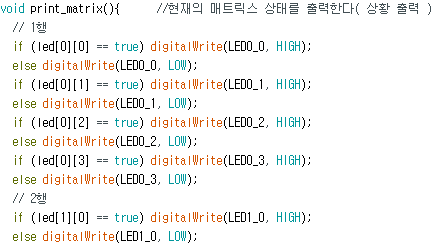 void print_matrix(){ //현재의 매트릭스 상태를 출력한다( 상황 출력 )
// 1행
if (led[0][0] == true) digitalWrite(LED0_0, HIGH);
else digitalWrite(LED0_0, LOW);
if (led[0][1] == true) digitalWrite(LED0_1, HIGH);
else digitalWrite(LED0_1, LOW);
if (led[0][2] == true) digitalWrite(LED0_2, HIGH);
else digitalWrite(LED0_2, LOW);
if (led[0][3] == true) digitalWrite(LED0_3, HIGH);
else digitalWrite(LED0_3, LOW);
// 2행
if (led[1][0] == true) digitalWrite(LED1_0, HIGH);
else digitalWrite(LED1_0, LOW);